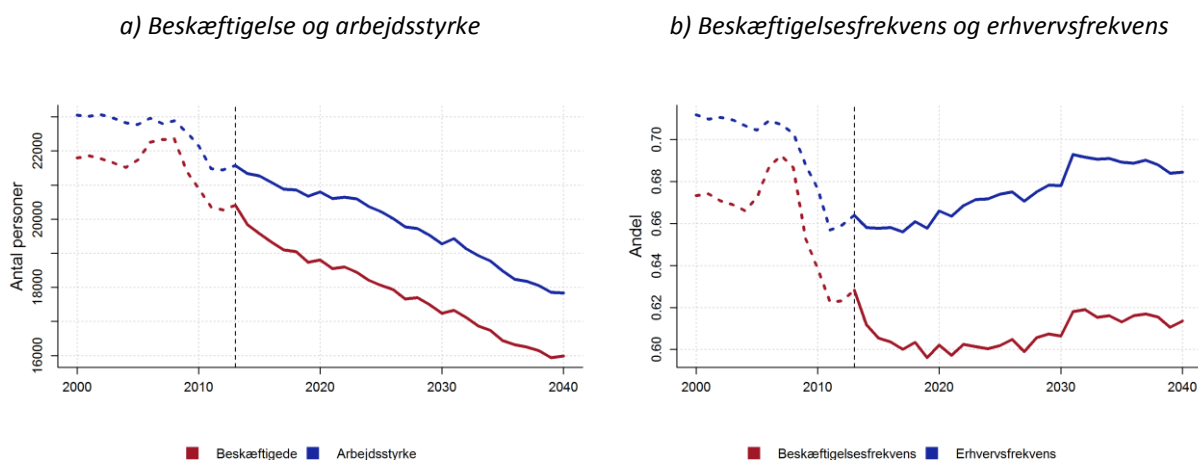 a) Beskæftigelse og arbejdsstyrke
b) Beskæftigelsesfrekvens og erhvervsfrekvens
Antal personer
22000
20000
18000
16000
2000 2010 2020 2030 2040
Beskæftigede Arbejdsstyrke
Andel
0.70
0.68
0.66
0.64
0.62
0.60
2000 2010 2020 2030 2040
Beskæftigelsesfrekvens Erhvervsfrekvens